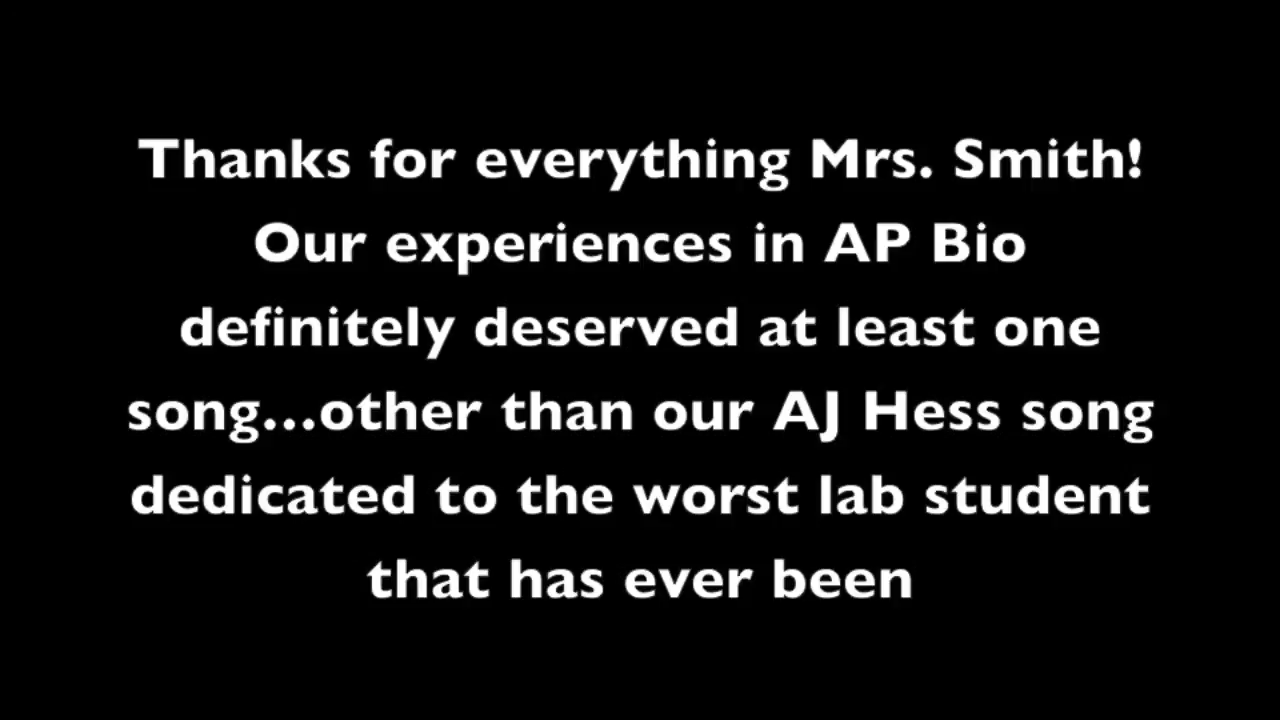 Thanks for everything Mrs. Smith!
Our experiences in AP Bio
definitely deserved at least one
song...other than our AJ Hess song
dedicated to the worst lab student
that has ever been